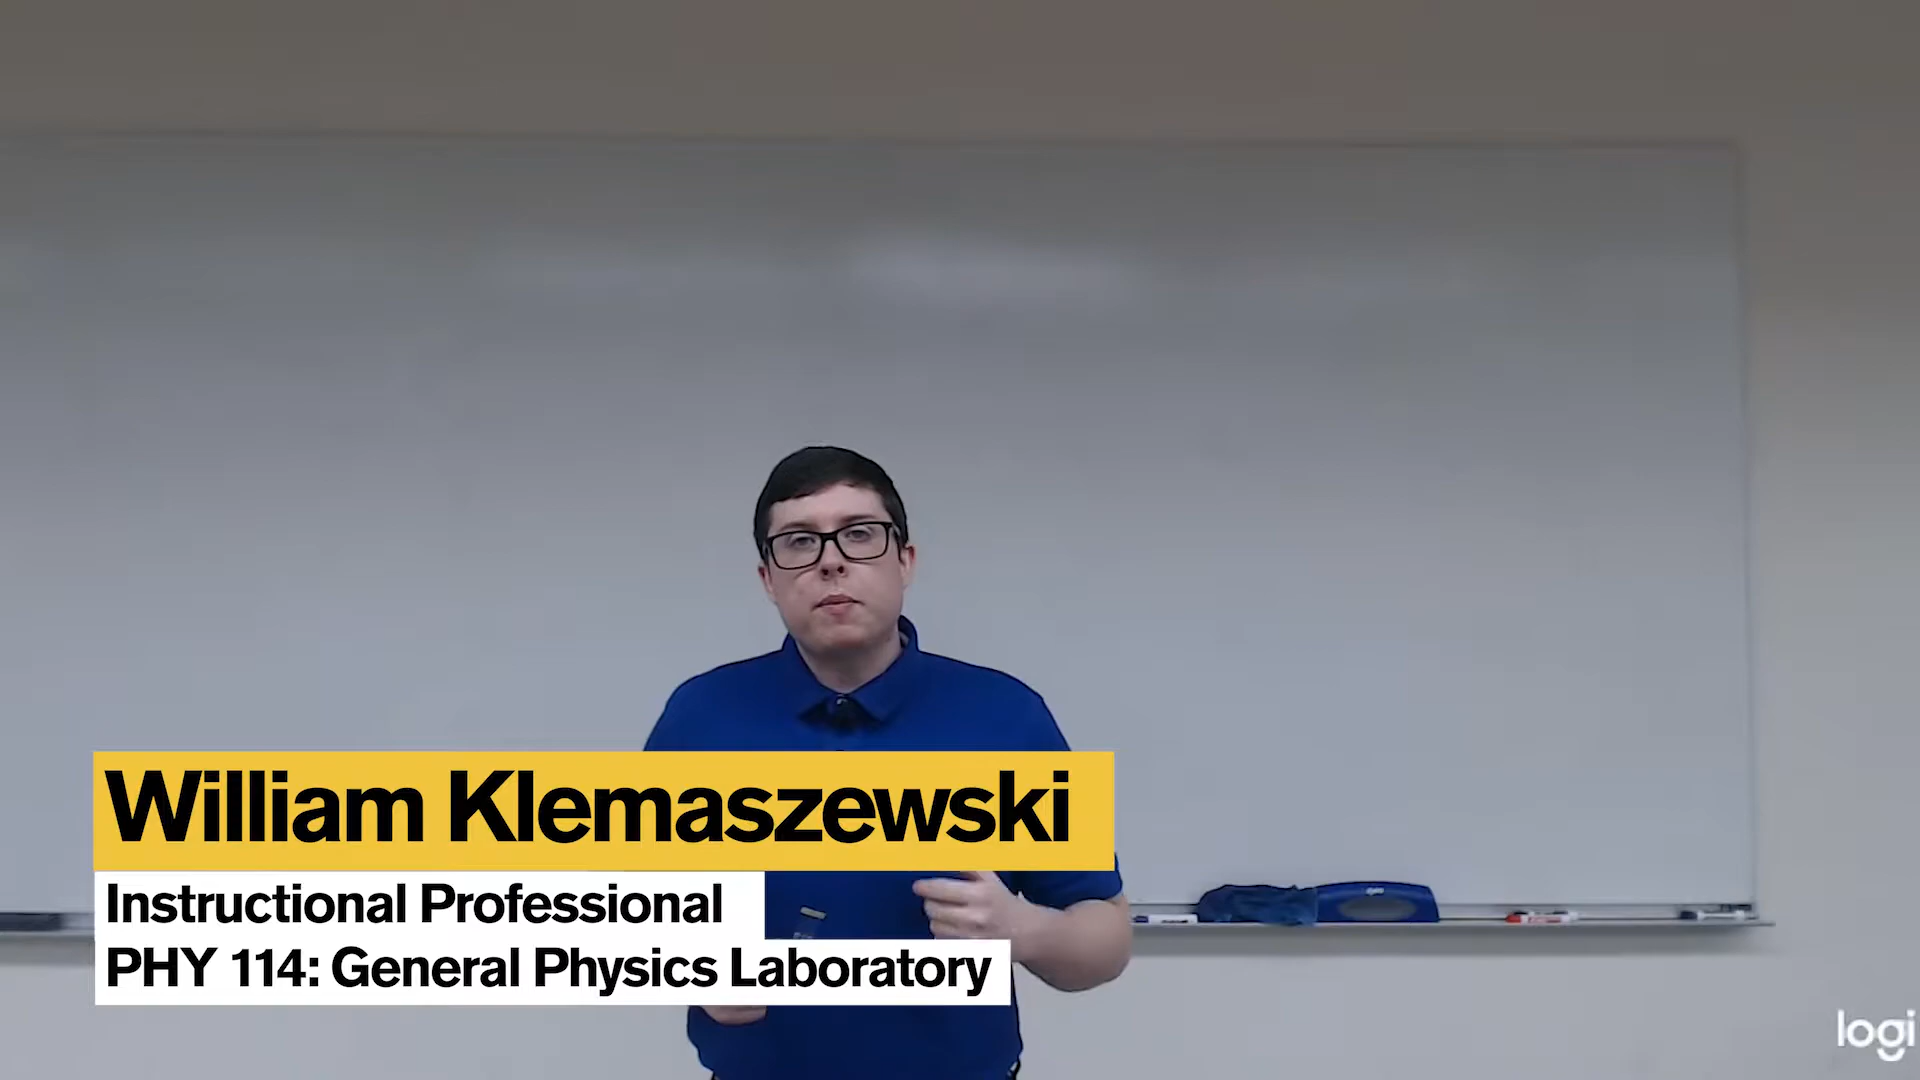 William Klemaszewski
Instructional Professional
PHY 114: General Physics Laboratory
logi